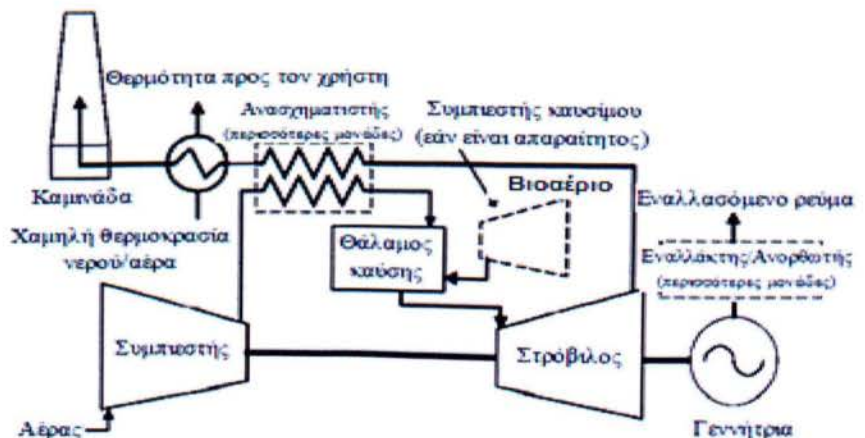 Θερμότητα προς τον χρήστη
Ανασχηματιστής
(περισσότερες μονάδες)
Συμπιεστής καυσίμου
(εάν είναι απαραίτητος)
Βιοαέριο
Καμινάδα
Εναλλασόμενο ρεύμα
Χαμηλή θερμοκρασία
νερού/αέρα
Θάλαμος
καύσης
Εναλλάκτης/Ανορθωτής
(περισσότερες μονάδες)
Συμπιεστής
Στρόβιλος
Αέρας
Γεννήτρια